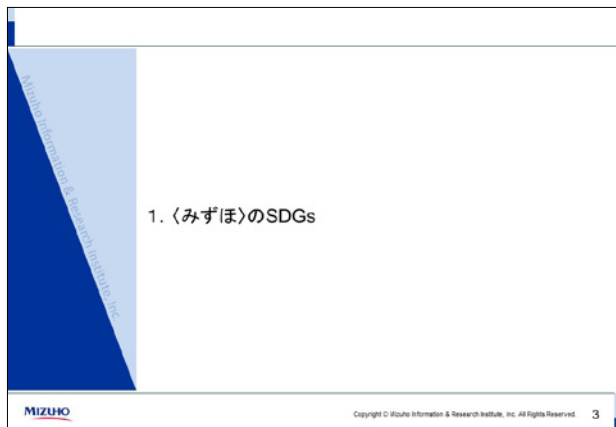 Mizuho Information & Research Institute, Inc.
1. 〈みずほ〉のSDGs
MIZUHO
Copyright © Mizuho Information & Research Institute, Inc. All Rights Reserved.
3